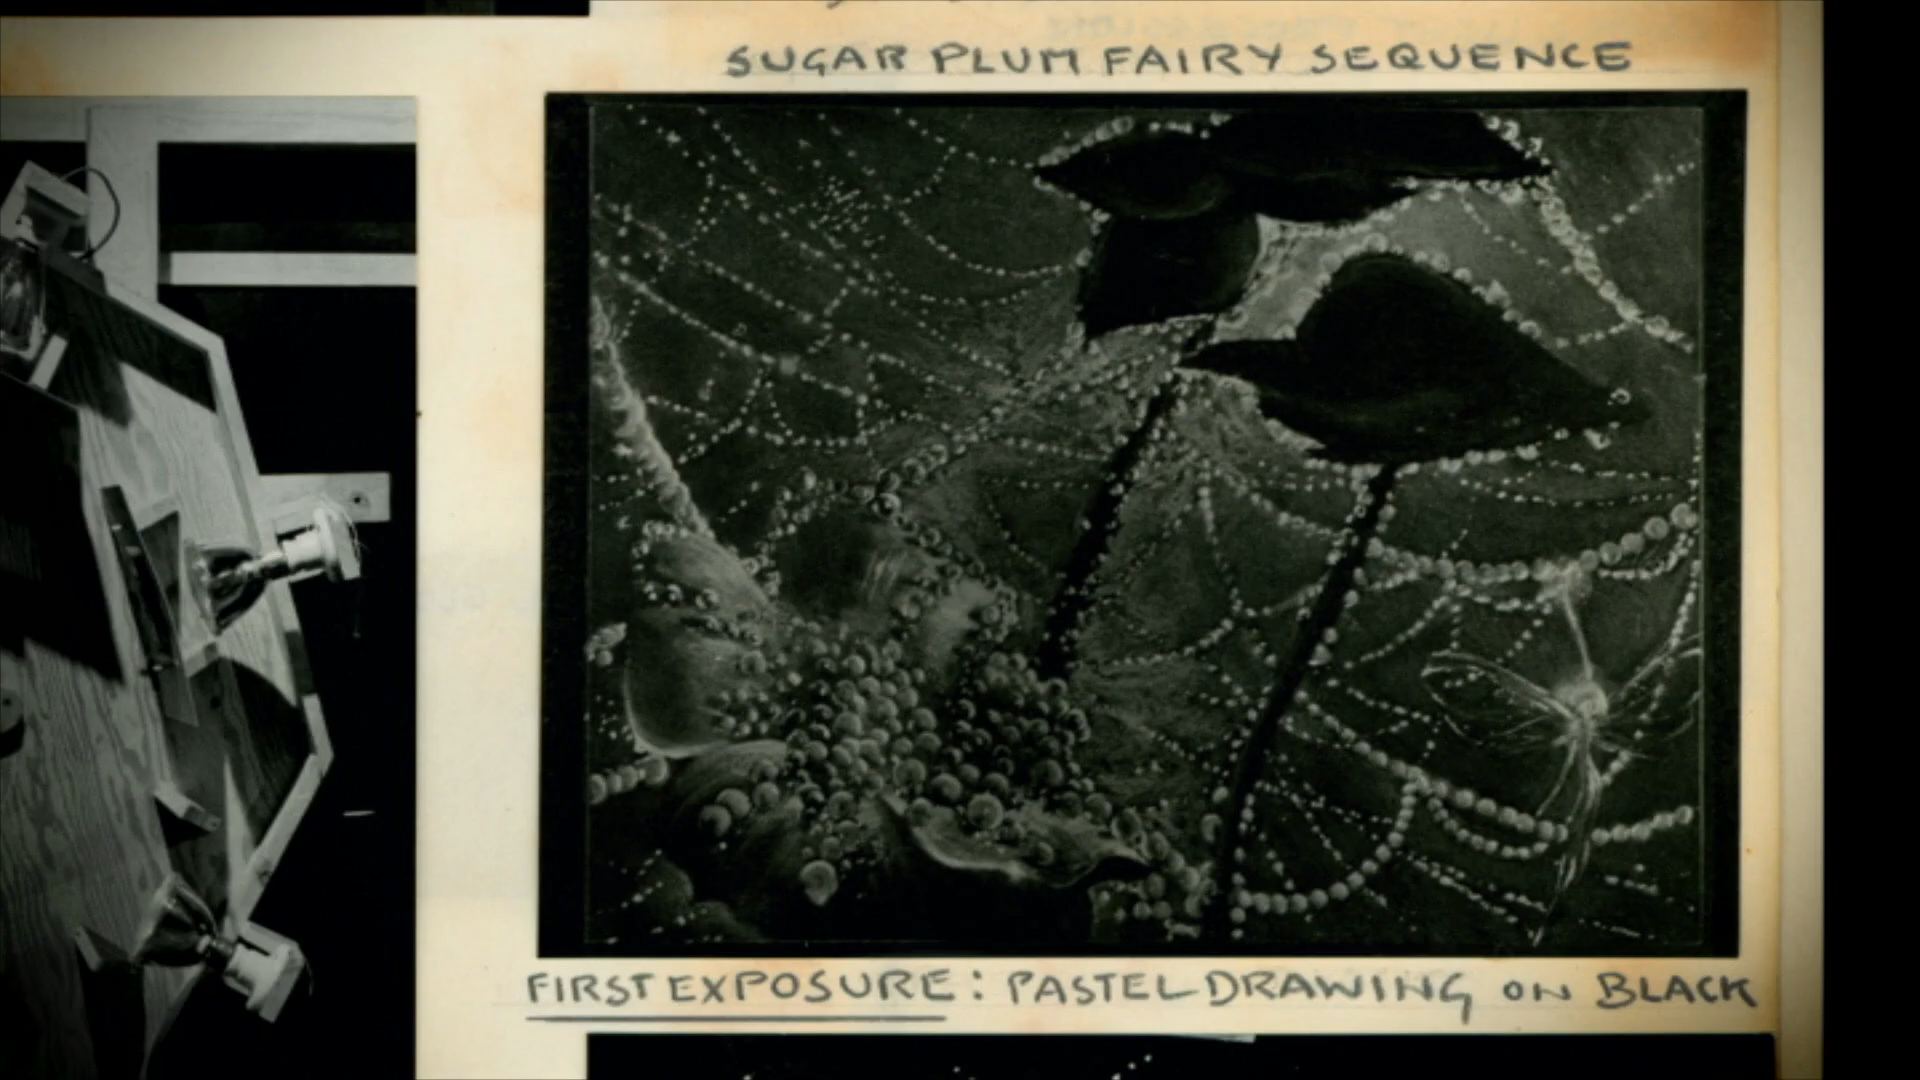 SUGAR PLUM FAIRY SEQUENCE
FIRST EXPOSURE: PASTEL DRAWING ON BLACK